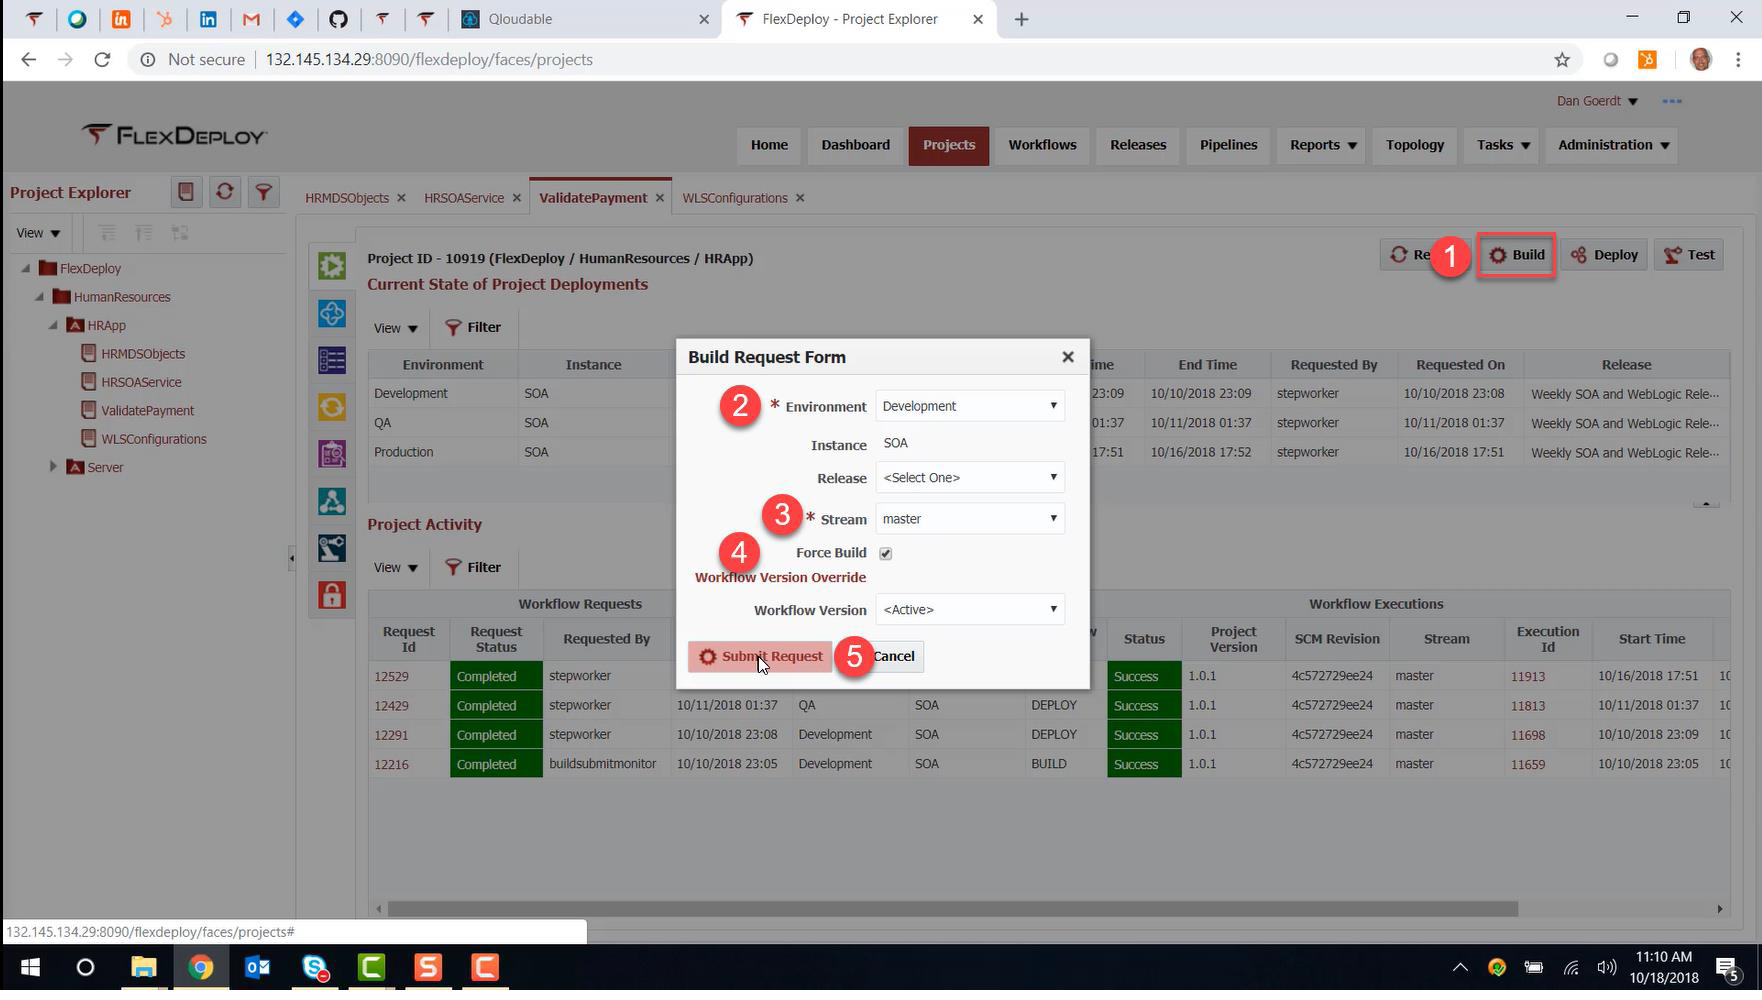 Qloudable
FlexDeploy - Project Explorer
Not secure
132.145.134.29:8090/flexdeploy/faces/projects
Dan Goerdt
FLEXDEPLOY
Home
Dashboard
Projects
Workflows
Releases
Pipelines
Reports
Topology
Tasks
Administration
Project Explorer
View
FlexDeploy
HumanResources
HRApp
HRMDSObjects
HRSOAService
ValidatePayment
WLSConfigurations
Server
HRMDSObjects
HRSOAService
ValidatePayment
WLSConfigurations
Project ID - 10919 (FlexDeploy / HumanResources / HRApp)
Re
1
Build
Deploy
Test
Current State of Project Deployments
View
Filter
Environment Instance ime End Time Requested By Requested On Release
Development SOA 23:09 10/10/2018 23:09 stepworker 10/10/2018 23:08 Weekly SOA and WebLogic Rele...
QA SOA 01:37 10/11/2018 01:37 stepworker 10/11/2018 01:37 Weekly SOA and WebLogic Rele...
Production SOA 17:51 10/16/2018 17:52 stepworker 10/16/2018 17:51 Weekly SOA and WebLogic Rele...
Build Request Form
2
* Environment Development
Instance SOA
Release <Select One>
3
* Stream master
4
Force Build
Workflow Version Override
Workflow Version <Active>
Submit Request
5
Cancel
Project Activity
View
Filter
Workflow Requests
Workflow Executions
Request Id
Request Status
Requested By
w
Status
Project Version
SCM Revision
Stream
Execution Id
Start Time
12529 Completed stepworker Success 1.0.1 4c572729ee24 master 11913 10/16/2018 17:51 10
12429 Completed stepworker 10/11/2018 01:37 QA SOA DEPLOY Success 1.0.1 4c572729ee24 master 11813 10/11/2018 01:37 10
12291 Completed stepworker 10/10/2018 23:08 Development SOA DEPLOY Success 1.0.1 4c572729ee24 master 11698 10/10/2018 23:09 10
12216 Completed buildsubmitmonitor 10/10/2018 23:05 Development SOA BUILD Success 1.0.1 4c572729ee24 master 11659 10/10/2018 23:05 10
132.145.134.29:8090/flexdeploy/faces/projects#
11:10 AM
10/18/2018
5